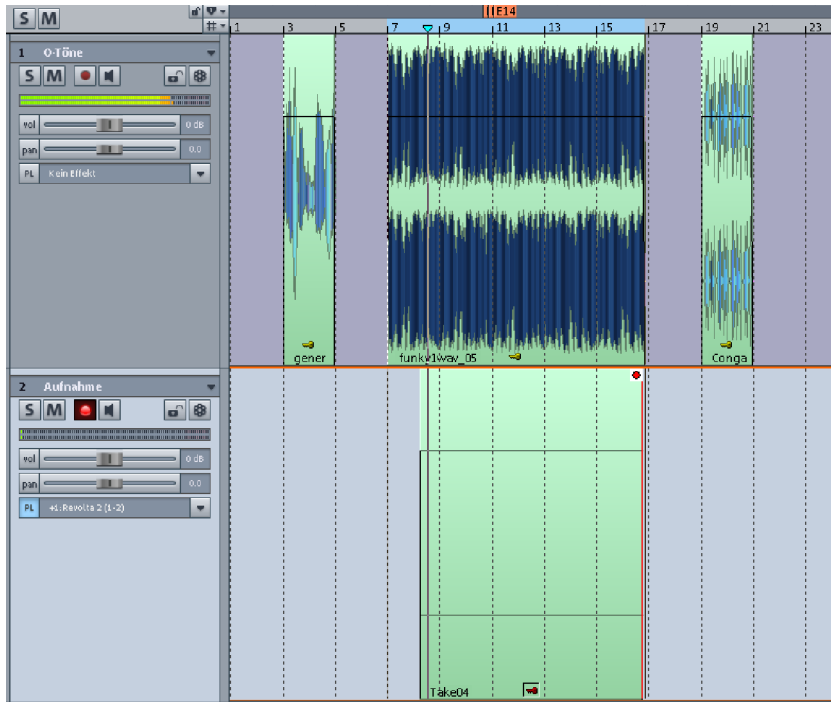 S M
E14
1 3 5 7 9 11 13 15 17 19 21 23
1 O-Töne
S M
vol 0 dB
pan 0.0
PL Kein Effekt
gener funky1wav_05 Conga
2 Aufnahme
S M
vol 0 dB
pan 0.0
PL +1:Revolta 2 (1-2)
Take04